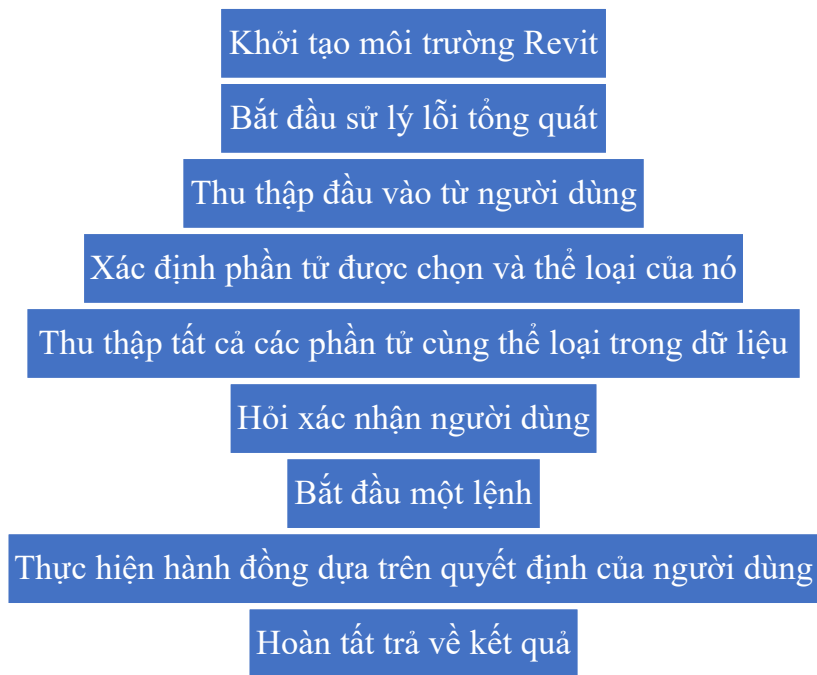 Khởi tạo môi trường Revit
Bắt đầu sử lý lỗi tổng quát
Thu thập đầu vào từ người dùng
Xác định phần tử được chọn và thể loại của nó
Thu thập tất cả các phần tử cùng thể loại trong dữ liệu
Hỏi xác nhận người dùng
Bắt đầu một lệnh
Thực hiện hành đồng dựa trên quyết định của người dùng
Hoàn tất trả về kết quả